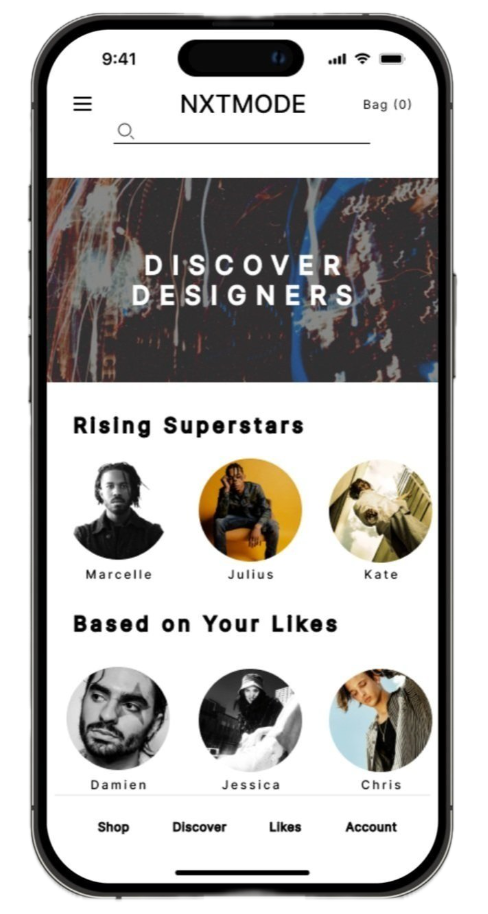 9:41
NXTMODE
Bag (0)
DISCOVER
DESIGNERS
Rising Superstars
Marcelle
Julius
Kate
Based on Your Likes
Damien
Jessica
Chris
Shop
Discover
Likes
Account